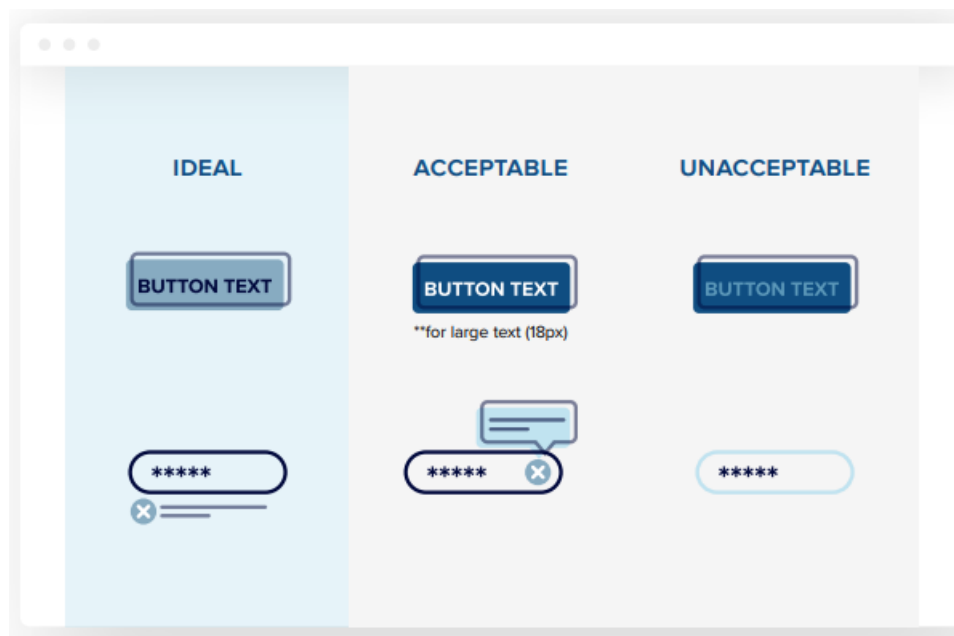 IDEAL
ACCEPTABLE
UNACCEPTABLE
BUTTON TEXT
BUTTON TEXT
BUTTON TEXT
**for large text (18px)
*****
*****
*****